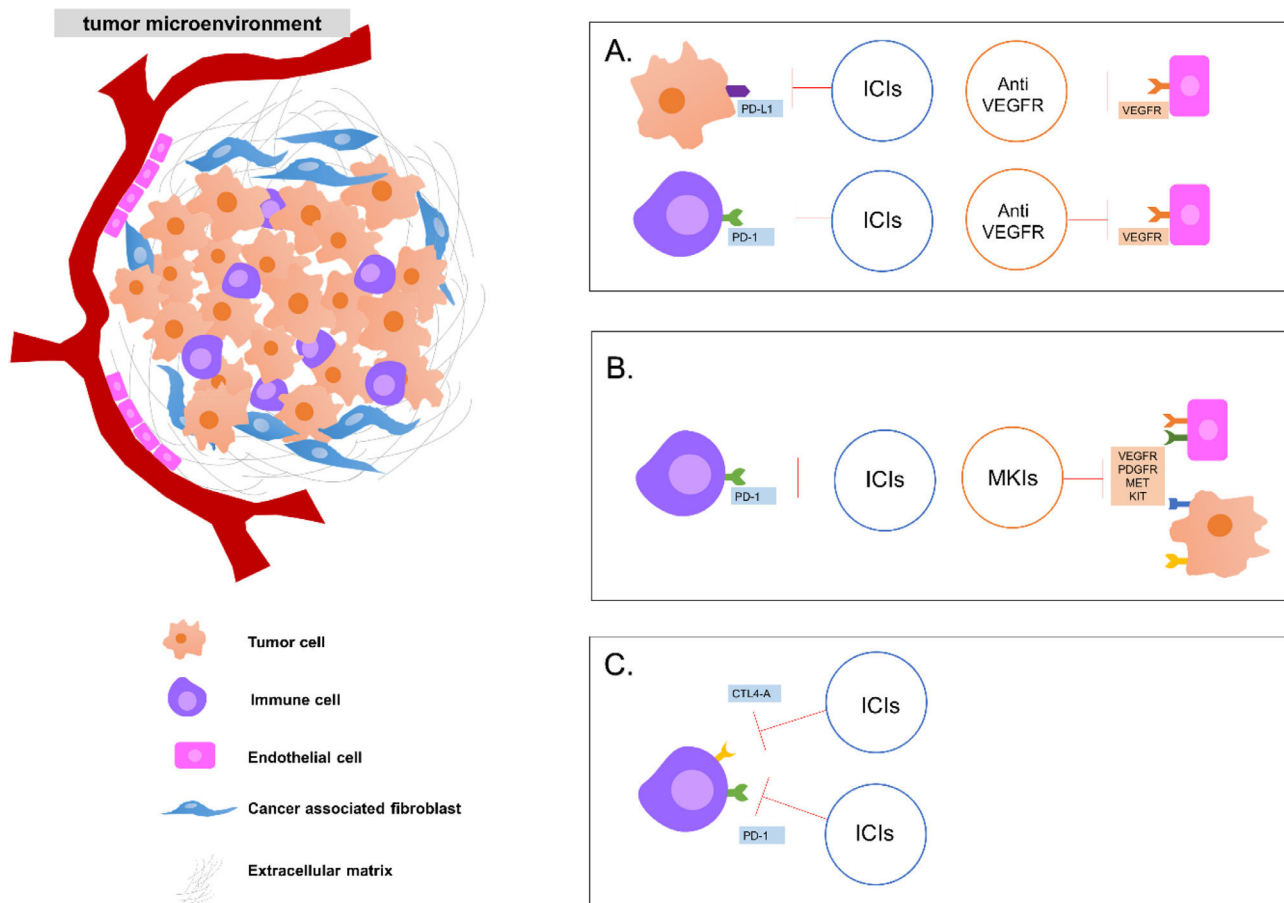 tumor microenvironment
Tumor cell
Immune cell
Endothelial cell
Cancer associated fibroblast
Extracellular matrix
A.
PD-L1
ICIs
Anti
VEGFR
VEGFR
PD-1
ICIs
Anti
VEGFR
VEGFR
B.
PD-1
ICIs
MKIs
VEGFR
PDGFR
MET
KIT
C.
CTL4-A
ICIs
PD-1
ICIs